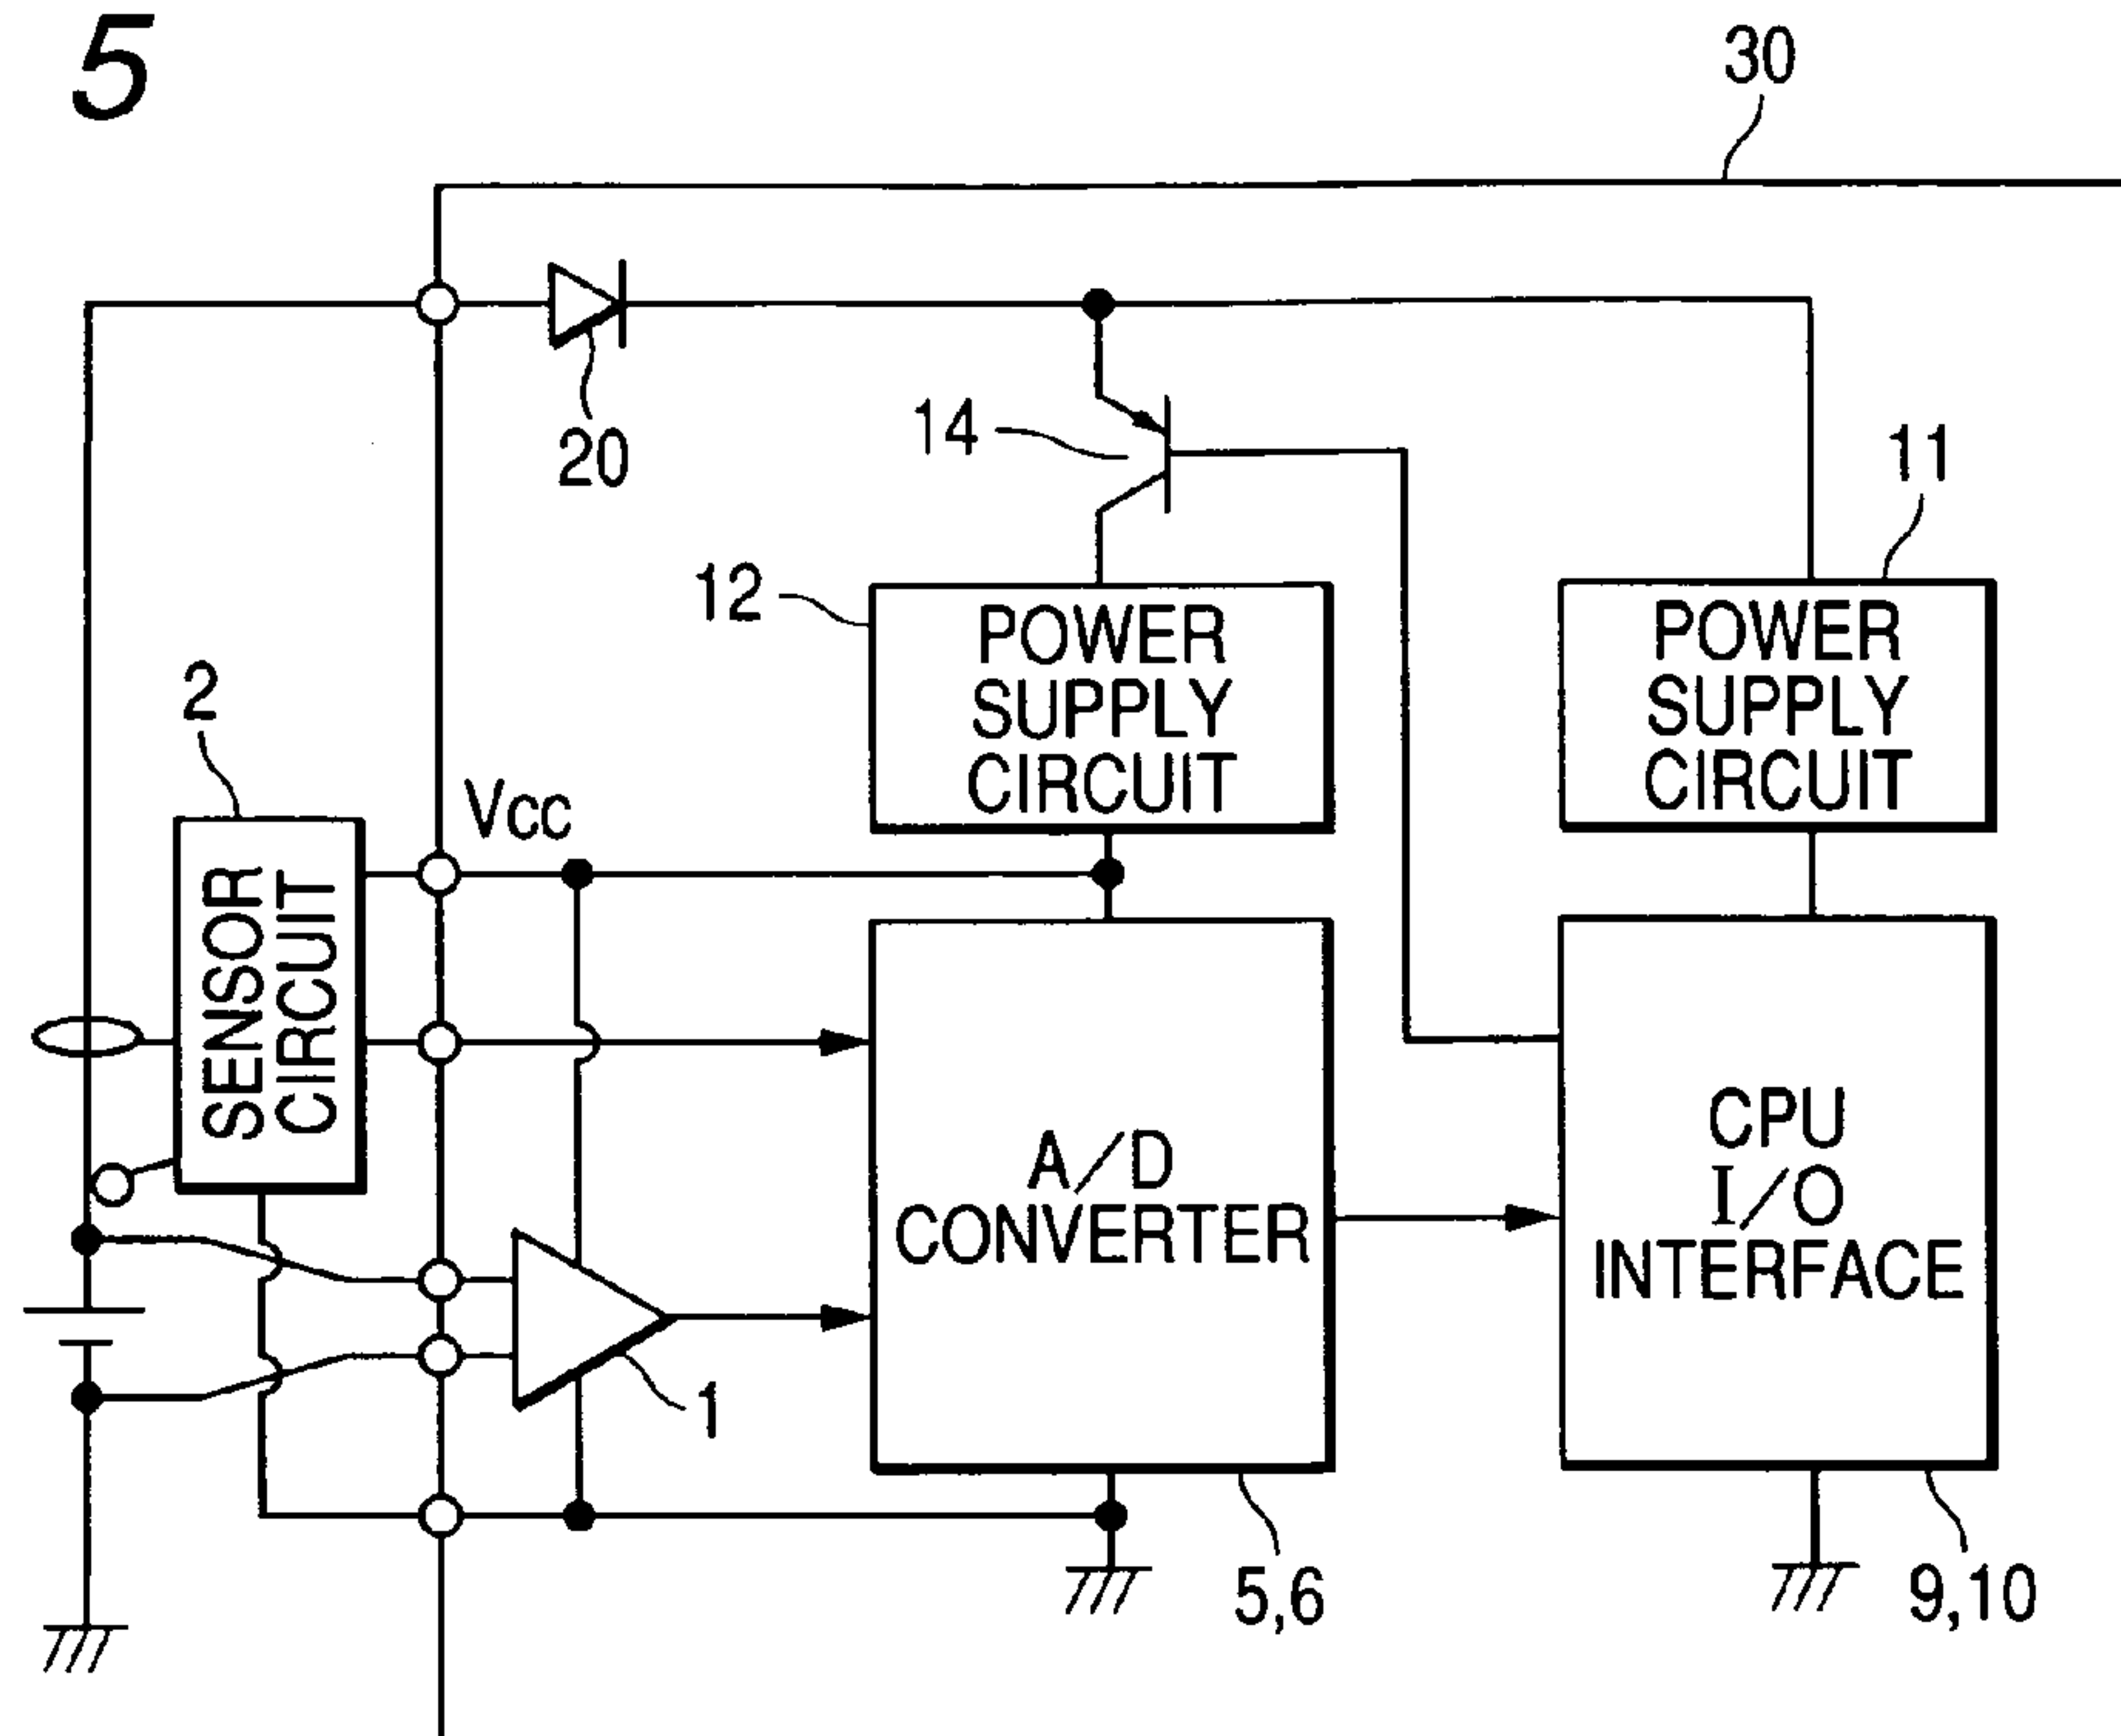 5
30
20
14
11
12
POWER
SUPPLY
CIRCUIT
POWER
SUPPLY
CIRCUIT
2
Vcc
SENSOR
CIRCUIT
A/D
CONVERTER
CPU
I/O
INTERFACE
1
5,6
9,10